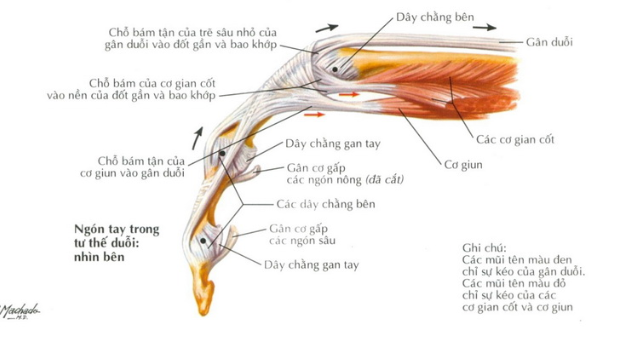 Dây chằng bên
Chỗ bám tận của trẽ sâu nhỏ của
gân duỗi vào đốt gần và bao khớp
Gân duỗi
Chỗ bám của cơ gian cốt
vào nền của đốt gần và bao khớp
Các cơ gian cốt
Dây chằng gan tay
Cơ giun
Chỗ bám tận của
cơ giun vào gân duỗi
Gân cơ gấp
các ngón nông (đã cắt)
Các dây chằng bên
Ngón tay trong
tư thế duỗi:
nhìn bên
Gân cơ gấp
các ngón sâu
Dây chằng gan tay
Ghi chú:
Các mũi tên màu đen
chỉ sự kéo của gân duỗi.
Các mũi tên màu đỏ
chỉ sự kéo của các
cơ gian cốt và cơ giun
Machado
M.D.